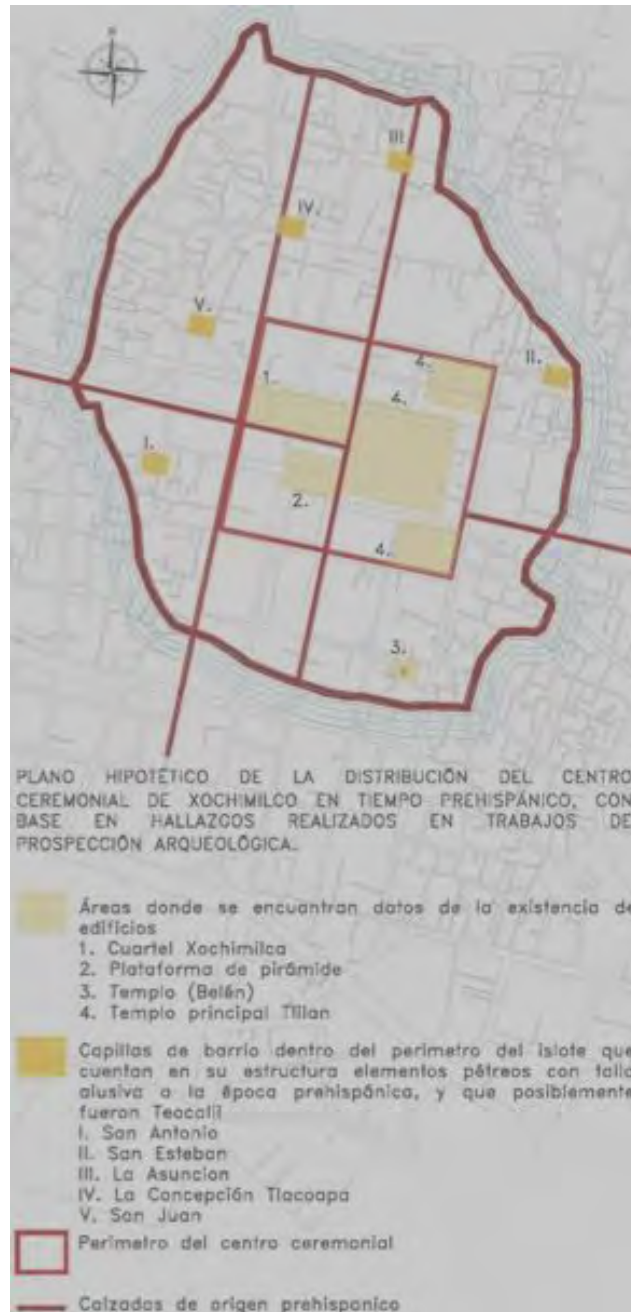 N
III
IV.
V.
II.
4.
1.
4.
I.
2.
4.
3.
PLANO HIPOTÉTICO DE LA DISTRIBUCIÓN DEL CENTRO
CEREMONIAL DE XOCHIMILCO EN TIEMPO PREHISPÁNICO, CON
BASE EN HALLAZGOS REALIZADOS EN TRABAJOS DE
PROSPECCIÓN ARQUEOLÓGICA.
Áreas donde se encuentran datos de la existencia de
edificios
1. Cuartel Xochimilca
2. Plataforma de pirámide
3. Templo (Belén)
4. Templo principal Tlilan
Capillas de barrio dentro del perimetro del islote que
cuentan en su estructura elementos pétreos con talla
alusiva a la época prehispánica, y que posiblemente
fueron Teocalli
I. San Antonio
II. San Esteban
III. La Asuncion
IV. La Concepción Tlacoapa
V. San Juan
Perimetro del centro ceremonial
Calzadas de origen prehispanico